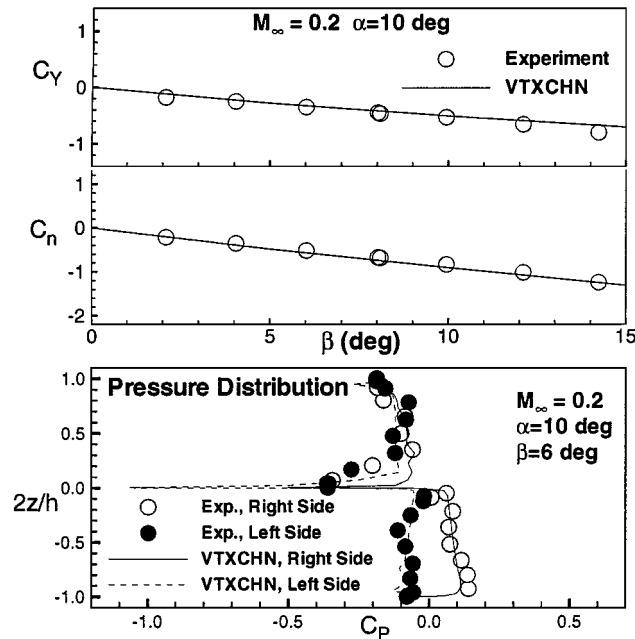 M∞ = 0.2 α=10 deg
1
C_Y
0
-1
Experiment
VTXCHN
1
C_n
0
-1
-2
0
5
10
15
β (deg)
Pressure Distribution
M∞ = 0.2
α=10 deg
β=6 deg
1.0
0.5
2z/h
0.0
-0.5
-1.0
Exp., Right Side
Exp., Left Side
VTXCHN, Right Side
VTXCHN, Left Side
-1.0
-0.5
0.0
0.5
C_P